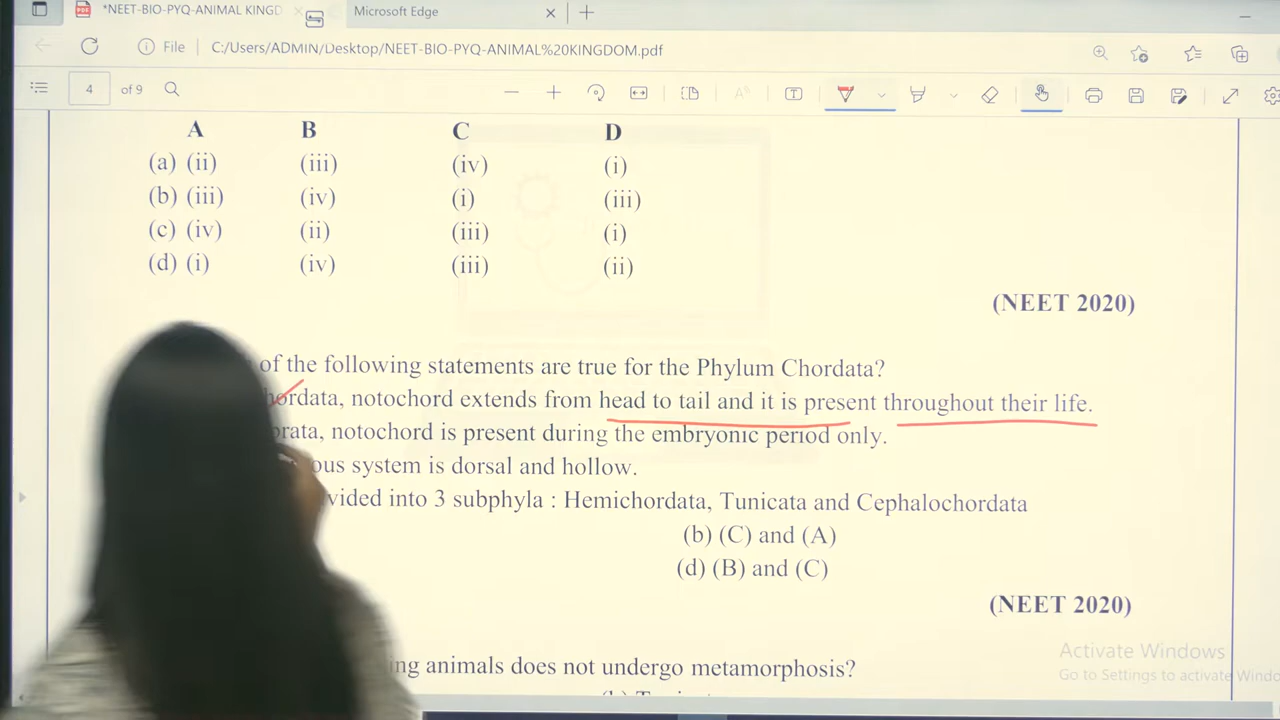 *NEET-BIO-PYQ-ANIMAL KINGD
Microsoft Edge
File C:/Users/ADMIN/Desktop/NEET-BIO-PYQ-ANIMAL%20KINGDOM.pdf
4 of 9
A B C D
(a) (ii) (iii) (iv) (i)
(b) (iii) (iv) (i) (iii)
(c) (iv) (ii) (iii) (i)
(d) (i) (iv) (iii) (ii)
(NEET 2020)
of the following statements are true for the Phylum Chordata?
notochord extends from head to tail and it is present throughout their life.
notochord is present during the embryonic period only.
system is dorsal and hollow.
into 3 subphyla : Hemichordata, Tunicata and Cephalochordata
(b) (C) and (A)
(d) (B) and (C)
(NEET 2020)
Activate Windows
Go to Settings to activate
animals does not undergo metamorphosis?